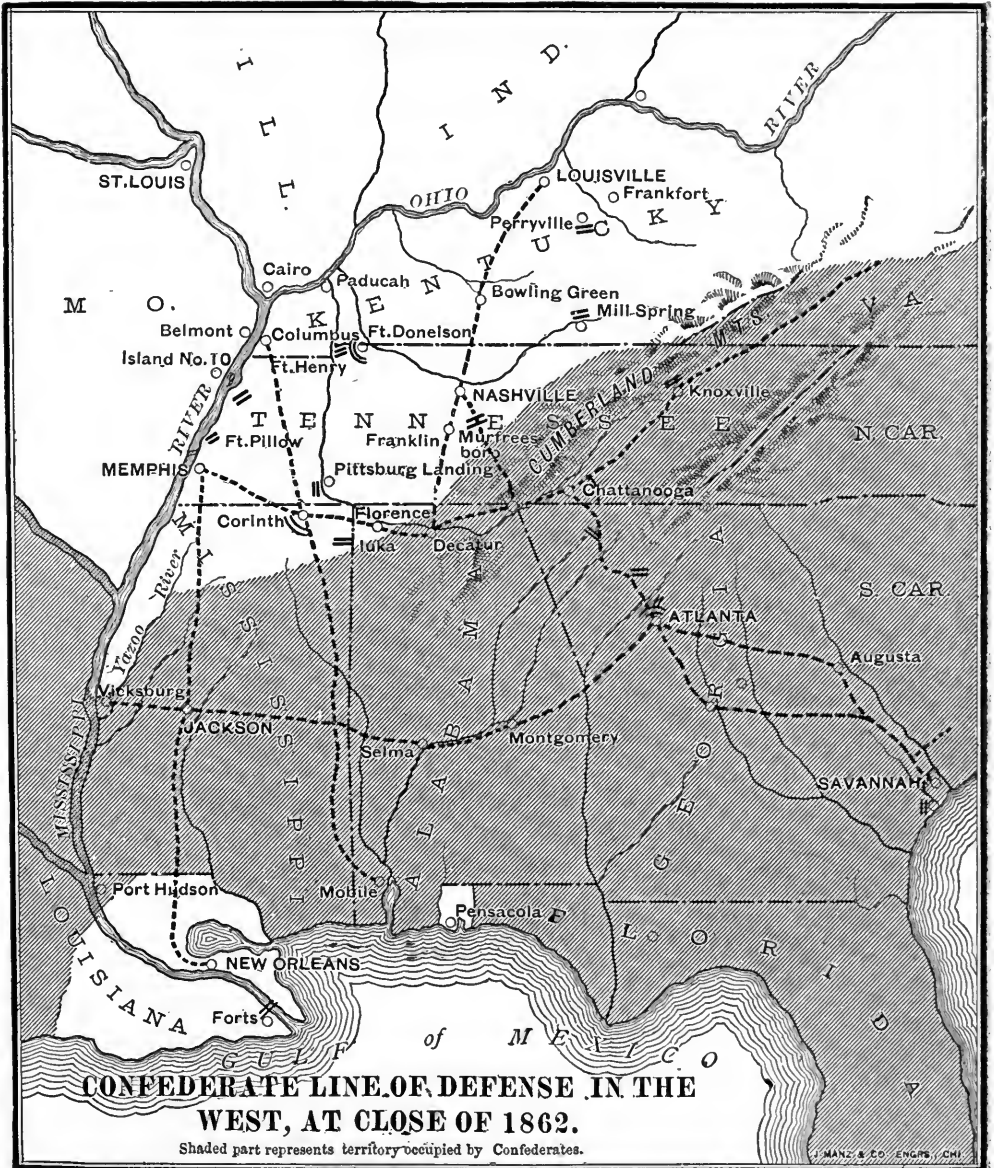 ILL.
IND.
RIVER
ST. LOUIS
OHIO
LOUISVILLE
Frankfort
Perryville
KENTUCKY
Cairo
Paducah
MO.
Bowling Green
Mill Spring
Belmont
Columbus
Ft. Donelson
Island No. 10
Ft. Henry
VA.
CUMBERLAND MTS
NASHVILLE
Knoxville
RIVER
TENNESSEE
Ft. Pillow
Franklin
Murfrees
boro
N. CAR.
MEMPHIS
Pittsburg Landing
Chattanooga
Corinth
Florence
Iuka
Decatur
MISSISSIPPI
Yazoo River
ALABAMA
GEORGIA
S. CAR.
ATLANTA
Augusta
Vicksburg
JACKSON
Selma
Montgomery
MISSISSIPPI
SAVANNAH
Port Hudson
Mobile
Pensacola
FLORIDA
LOUISIANA
NEW ORLEANS
Forts
GULF of MEXICO
CONFEDERATE LINE OF DEFENSE IN THE
WEST, AT CLOSE OF 1862.
Shaded part represents territory occupied by Confederates.
J. MANZ & CO. ENGRS., CHI.